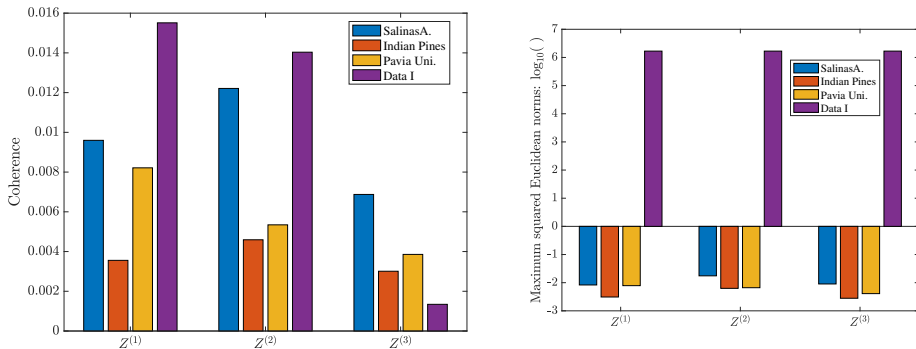 0.016
0.014
0.012
0.01
0.008
0.006
0.004
0.002
0
Coherence
SalinasA.
Indian Pines
Pavia Uni.
Data I
Z^(1)
Z^(2)
Z^(3)
7
6
5
4
3
2
1
0
-1
-2
-3
Maximum squared Euclidean norms: log₁₀( )
SalinasA.
Indian Pines
Pavia Uni.
Data I
Z^(1)
Z^(2)
Z^(3)